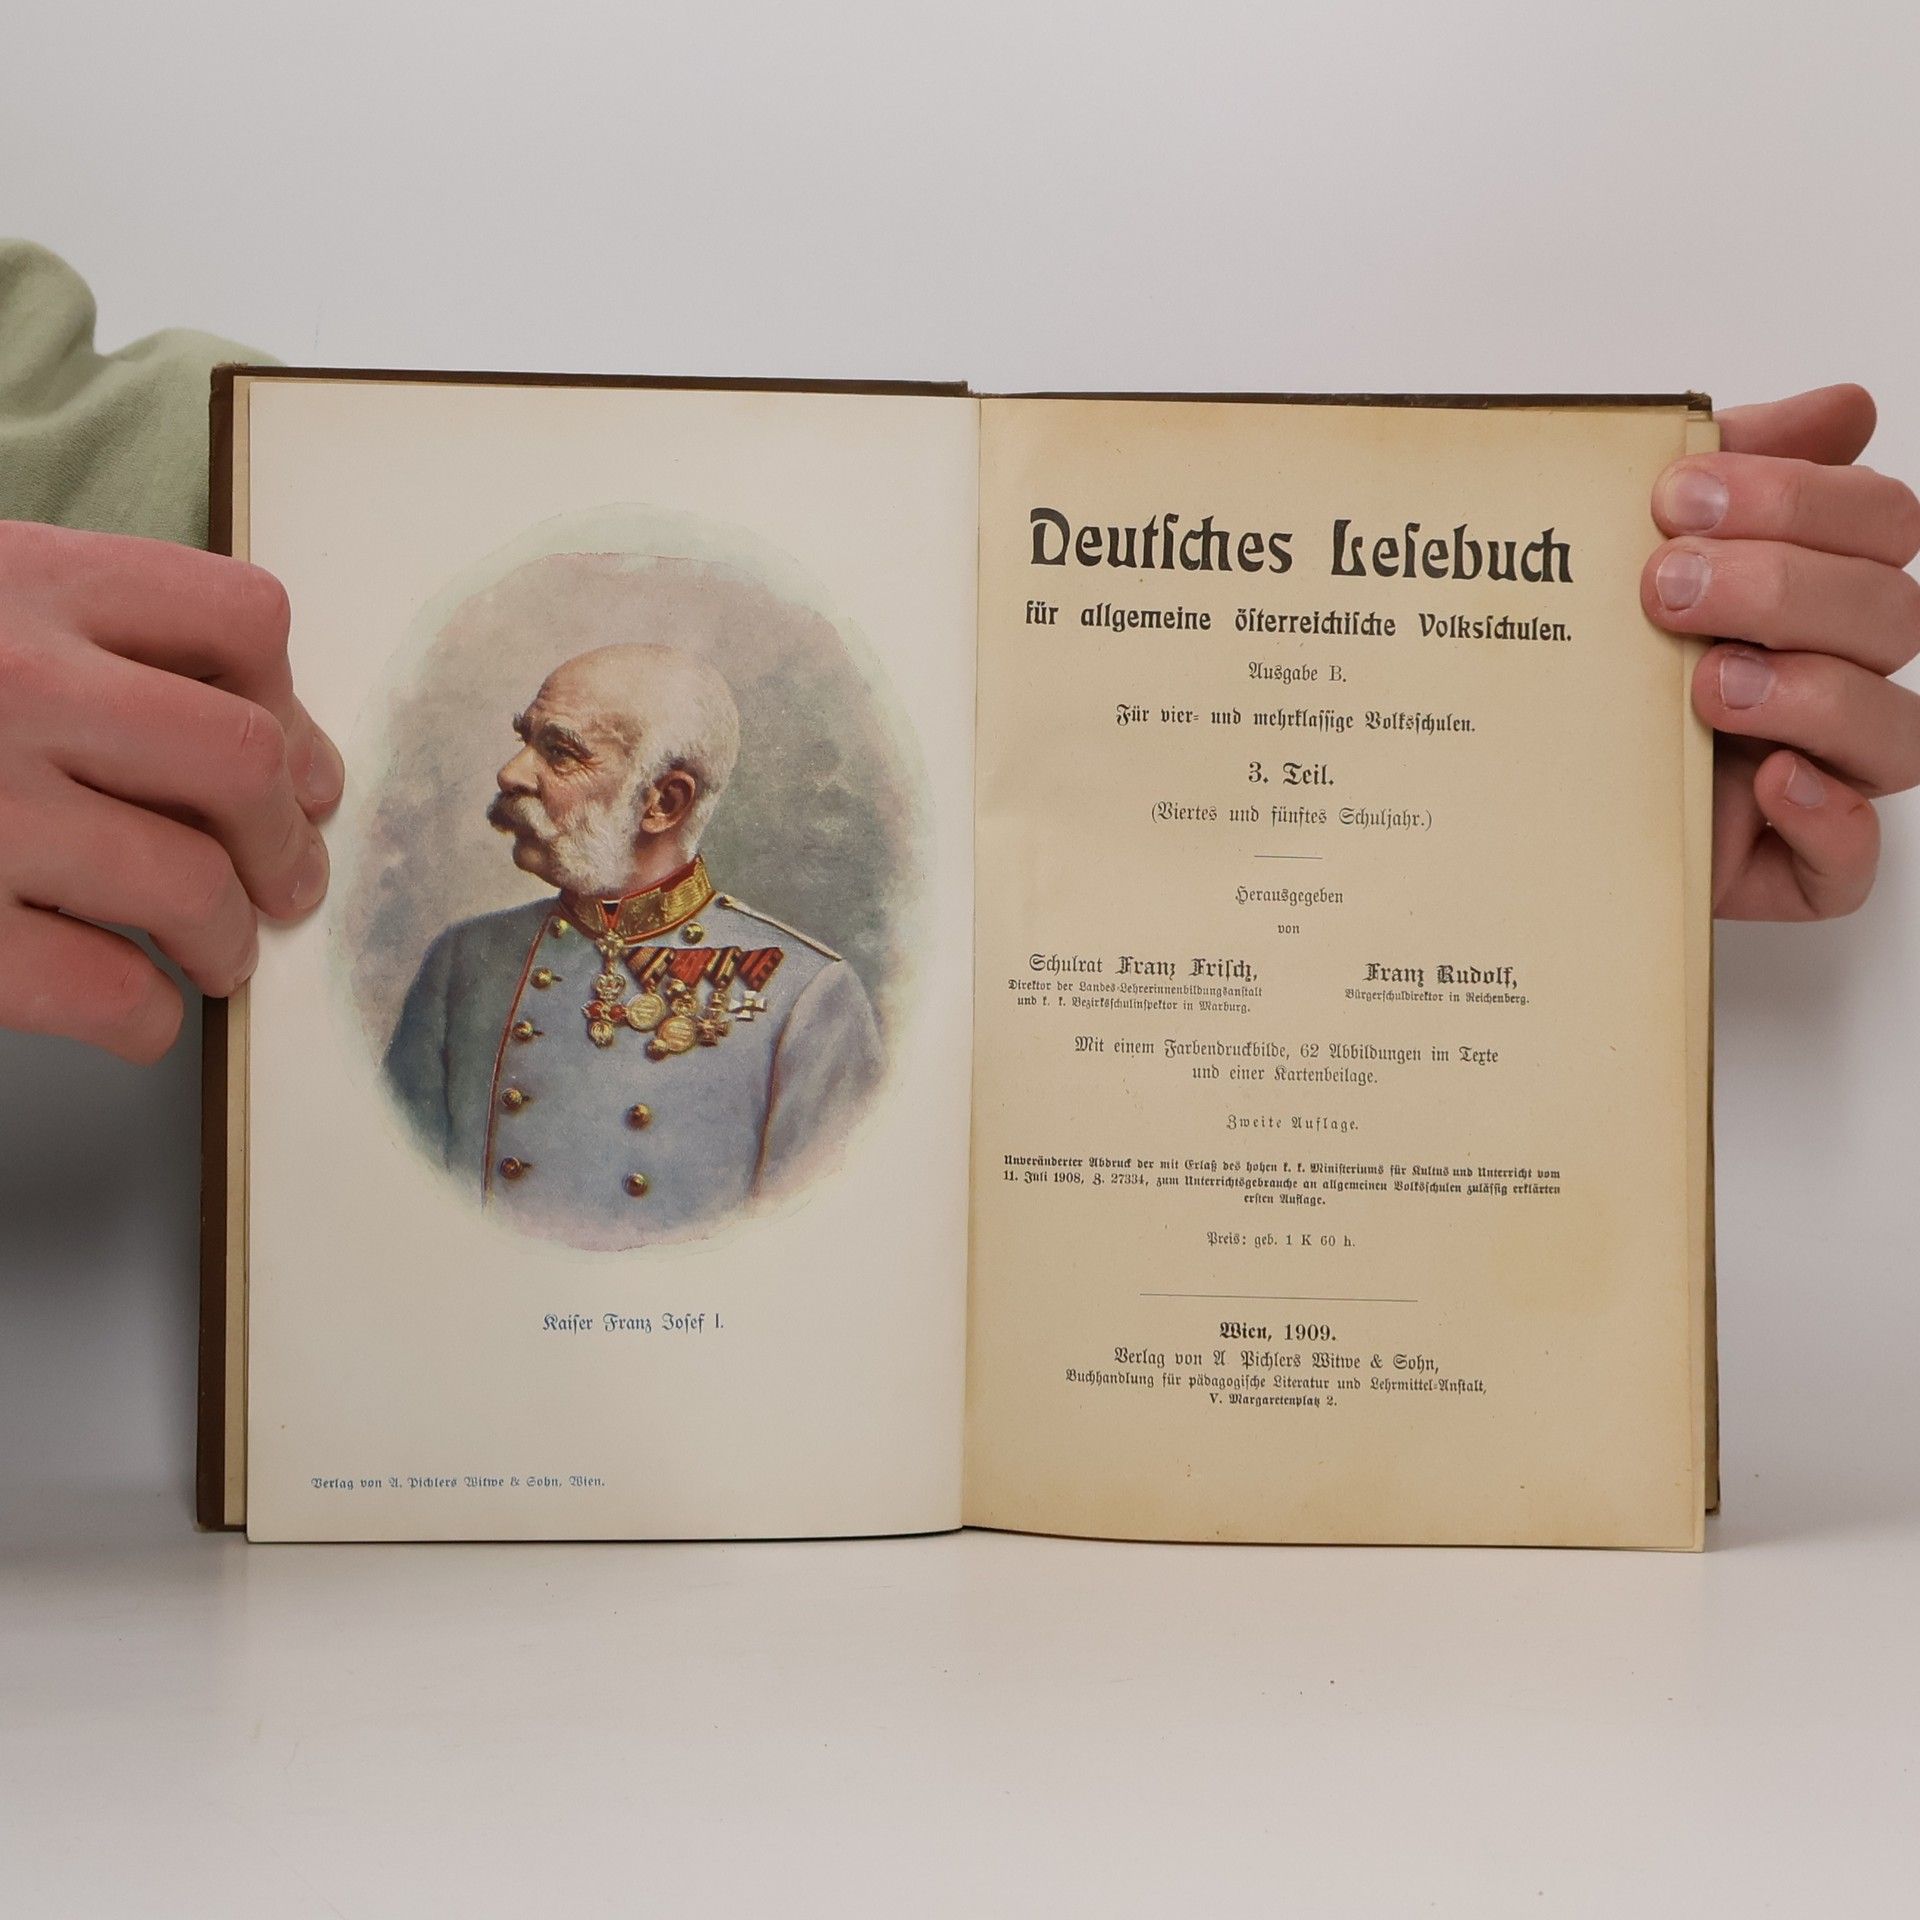 Kaiser Franz Josef I.
Verlag von A. Pichlers Witwe & Sohn, Wien.
Deutsches Lesebuch
für allgemeine österreichische Volksschulen.
Ausgabe B.
Für vier- und mehrklassige Volksschulen.
3. Teil.
(Viertes und fünftes Schuljahr.)
Herausgegeben
von
Schulrat Franz Frisch,
Direktor der Landes-Lehrerinnenbildungsanstalt
und k. k. Bezirksschulinspektor in Marburg.
Franz Rudolf,
Bürgerschuldirektor in Reichenberg.
Mit einem Farbendruckbilde, 62 Abbildungen im Texte
und einer Kartenbeilage.
Zweite Auflage.
Unveränderter Abdruck der mit Erlaß des hohen k. k. Ministeriums für Kultus und Unterricht vom
11. Juli 1908, Z. 27334, zum Unterrichtsgebrauche an allgemeinen Volksschulen zulässig erklärten
ersten Auflage.
Preis: geb. 1 K 60 h.
Wien, 1909.
Verlag von A Pichlers Witwe & Sohn,
Buchhandlung für pädagogische Literatur und Lehrmittel-Anstalt,
V. Margaretenplatz 2.